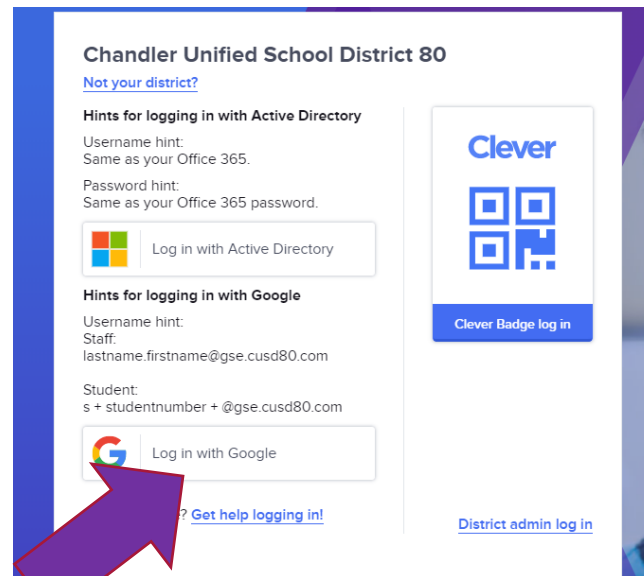 Chandler Unified School District 80
Not your district?
Hints for logging in with Active Directory
Username hint:
Same as your Office 365.
Password hint:
Same as your Office 365 password.
Log in with Active Directory
Hints for logging in with Google
Username hint:
Staff:
lastname.firstname@gse.cusd80.com
Student:
s + studentnumber + @gse.cusd80.com
Log in with Google
? Get help logging in!
Clever
Clever Badge log in
District admin log in